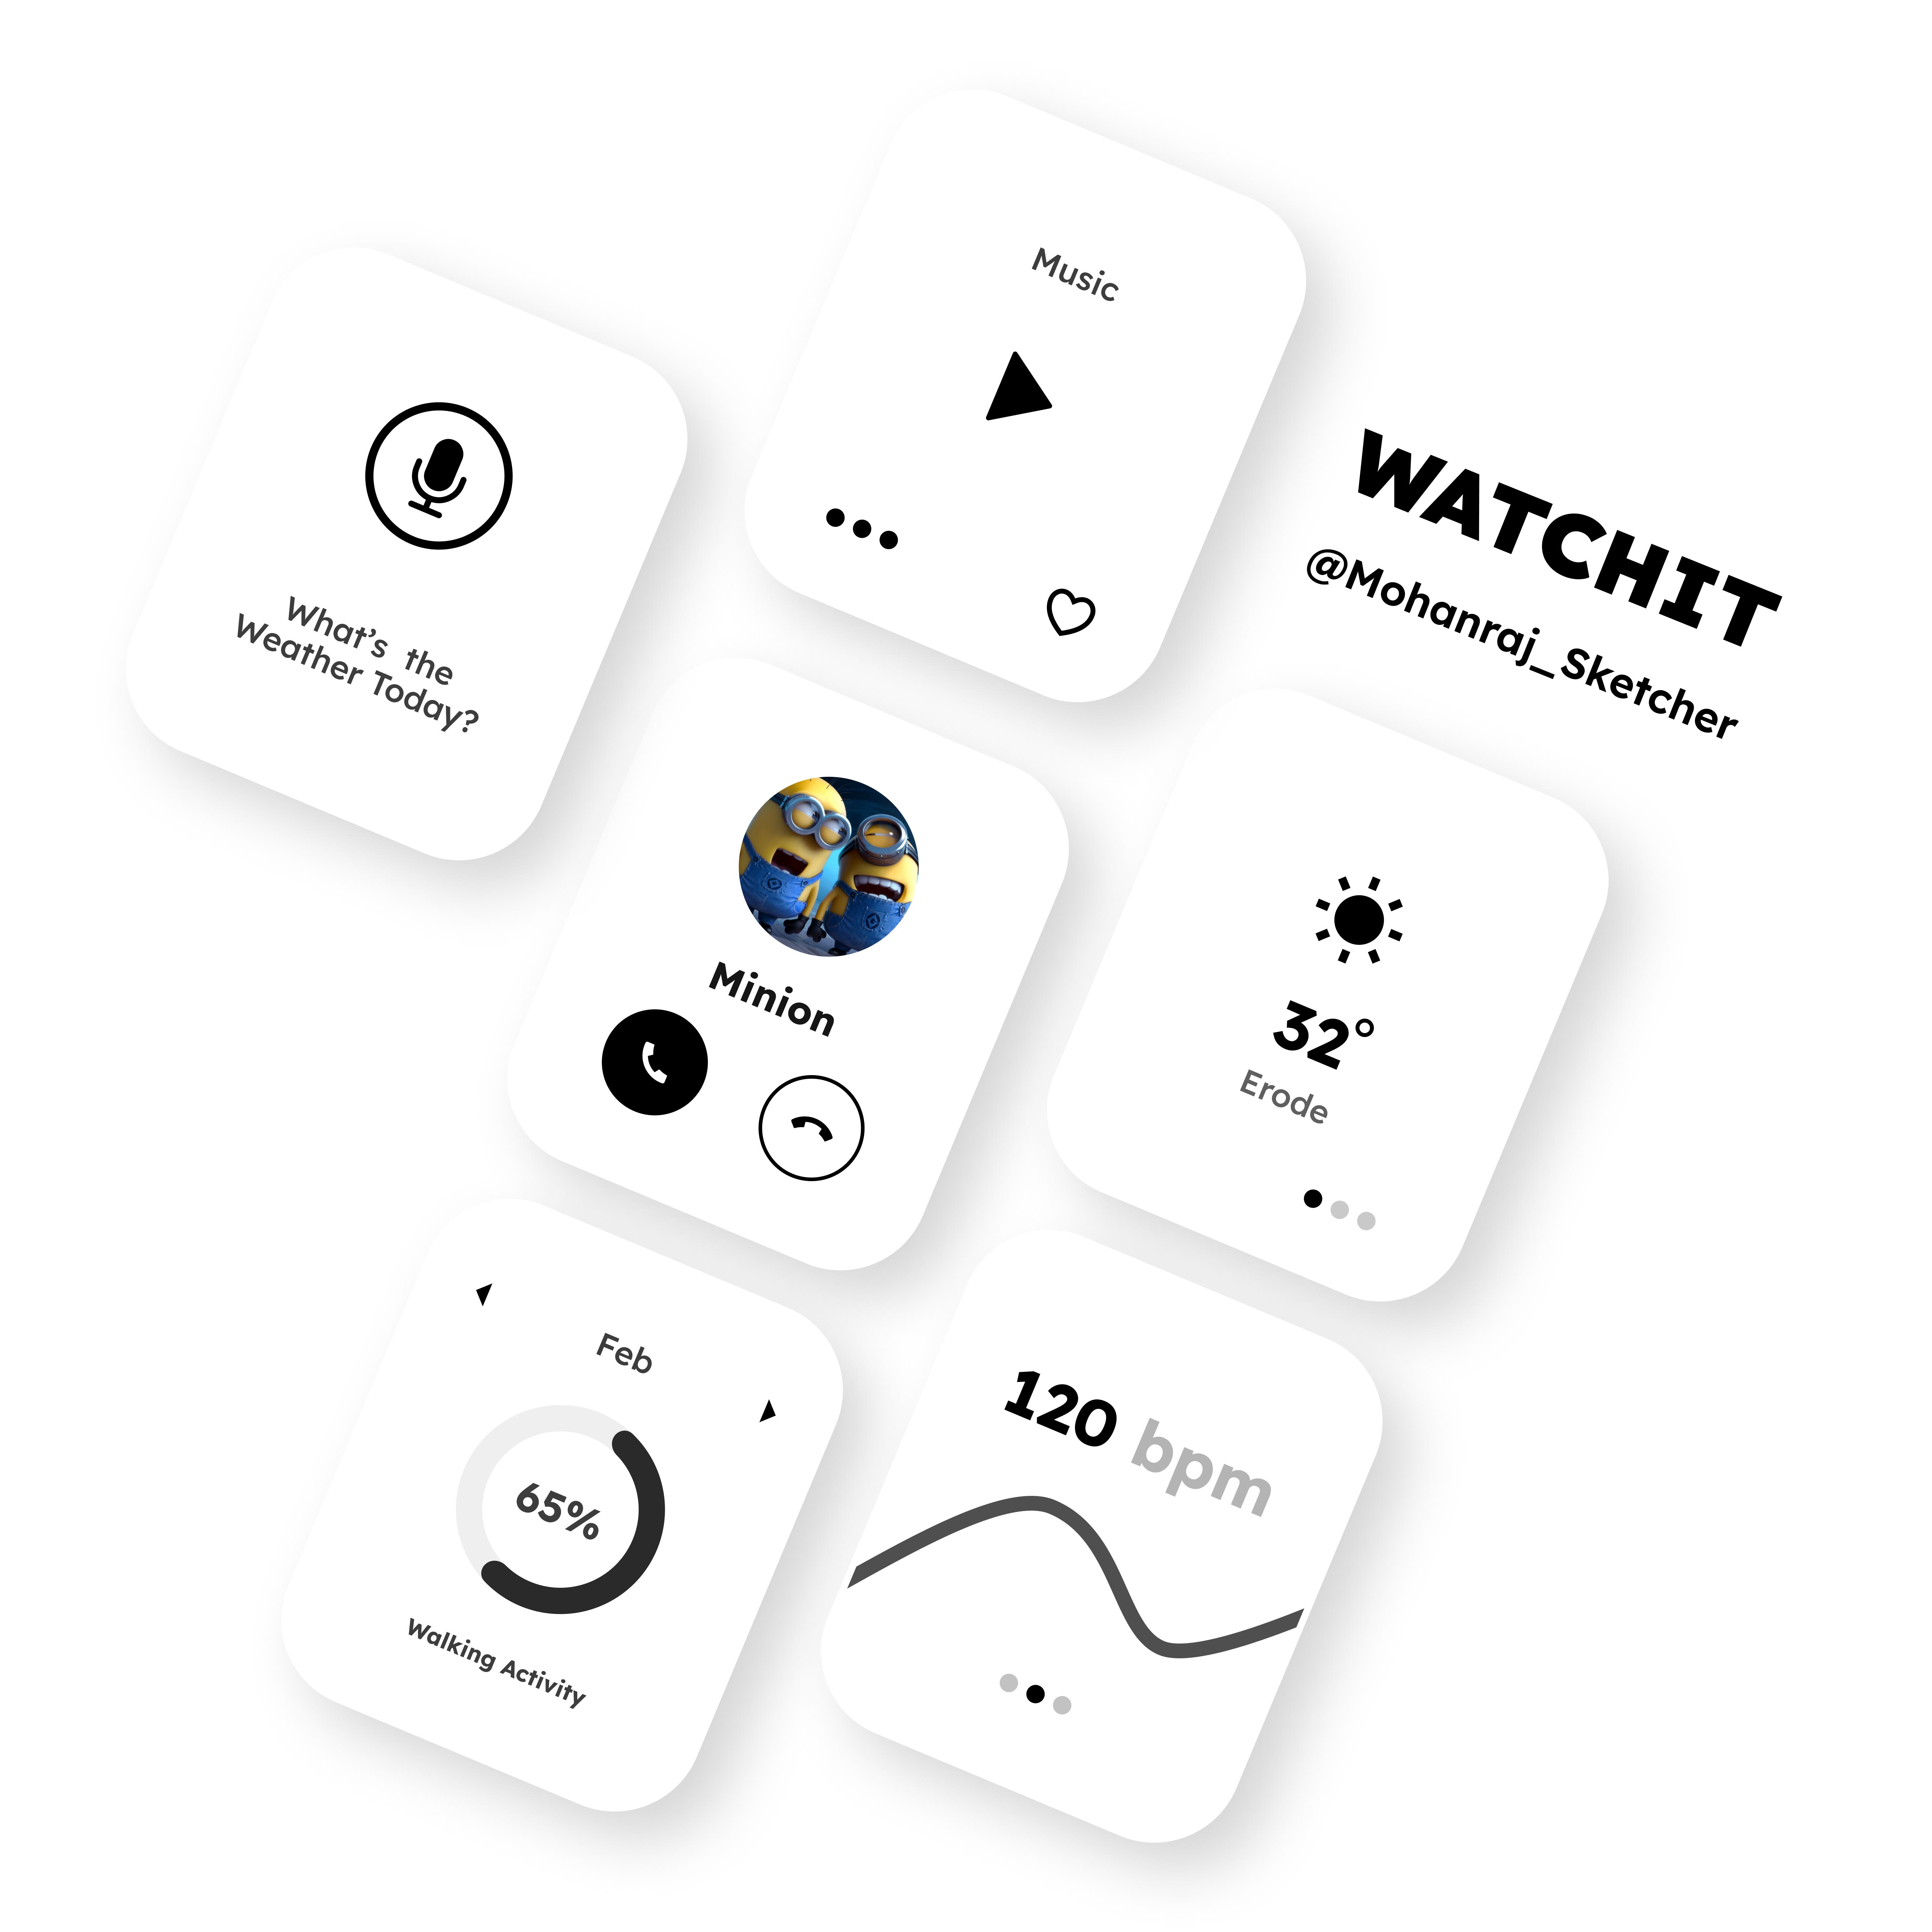 Music
WATCHIT
@Mohanraj_Sketcher
What's the
Weather Today?
Minion
32°
Erode
Feb
65%
Walking Activity
120 bpm